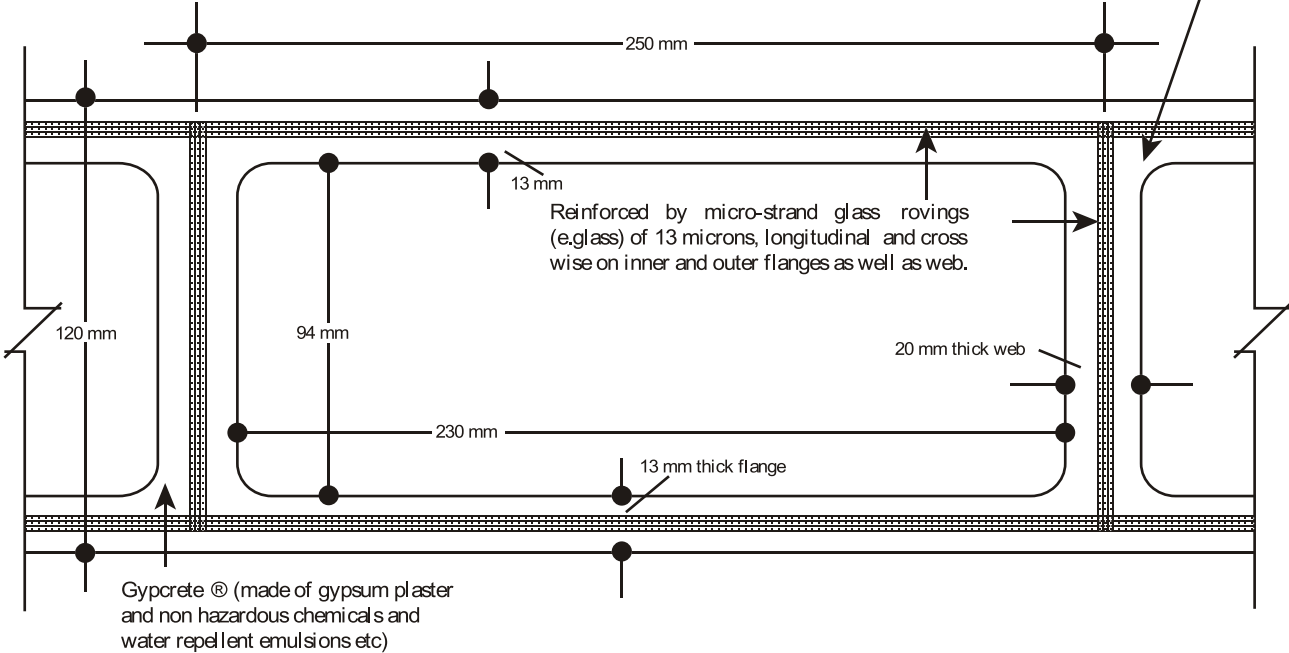 250 mm
13 mm
Reinforced by micro-strand glass rovings
(e.glass) of 13 microns, longitudinal and cross
wise on inner and outer flanges as well as web.
120 mm
94 mm
20 mm thick web
230 mm
13 mm thick flange
Gypcrete ® (made of gypsum plaster
and non hazardous chemicals and
water repellent emulsions etc)